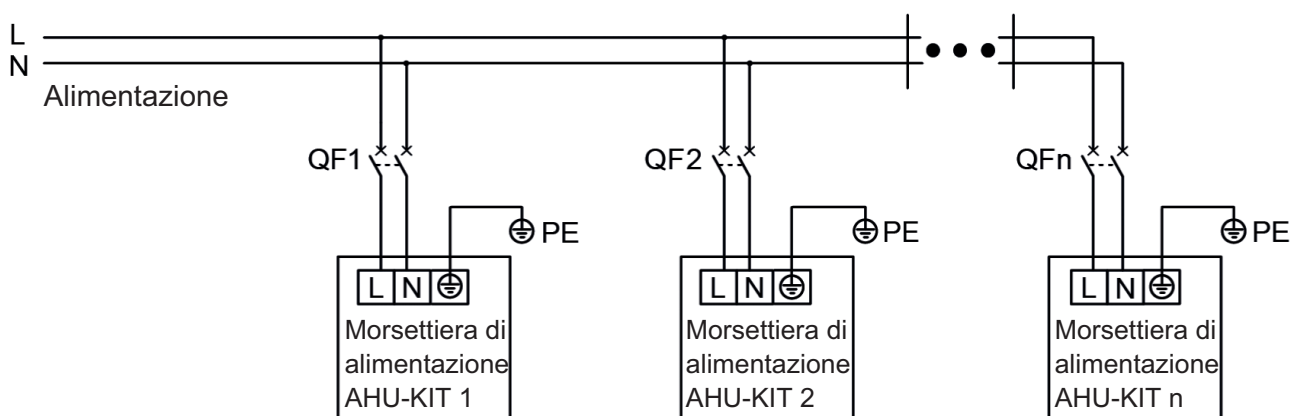 L
N
Alimentazione
QF1
QF2
QFn
PE
PE
PE
L N
L N
L N
Morsettiera di
alimentazione
AHU-KIT 1
Morsettiera di
alimentazione
AHU-KIT 2
Morsettiera di
alimentazione
AHU-KIT n